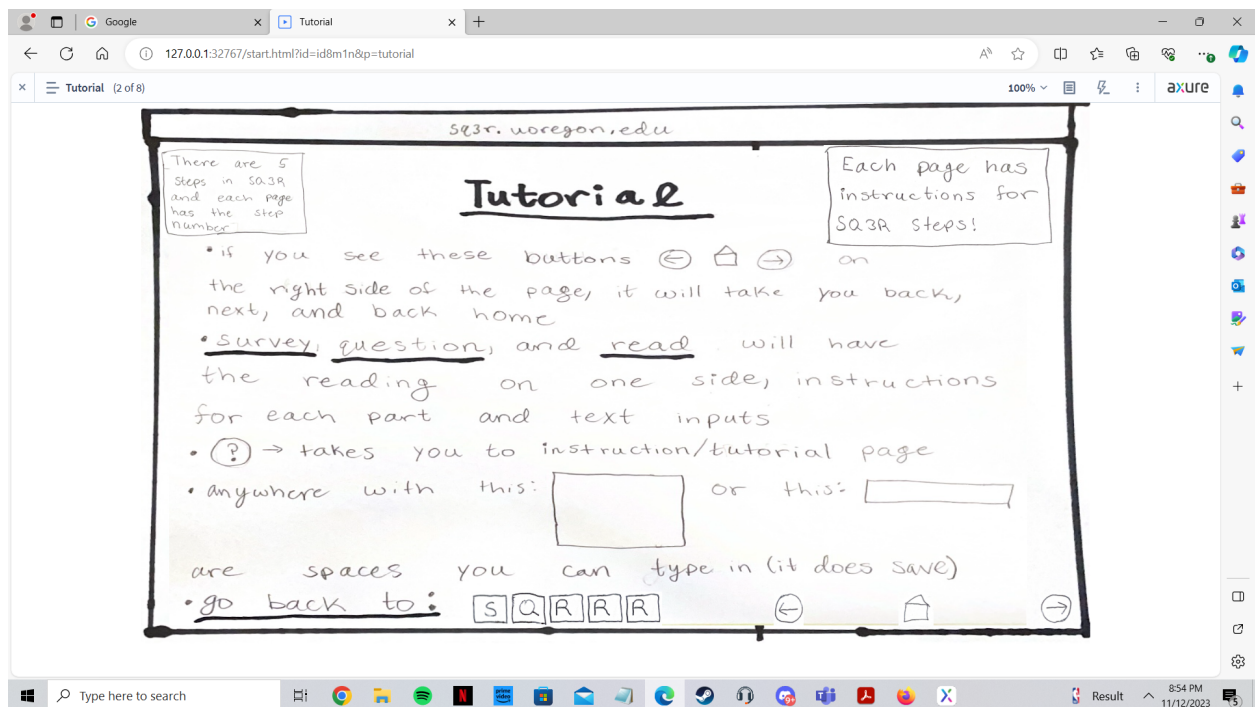 Google
Tutorial
127.0.0.1:32767/start.html?id=id8m1n&p=tutorial
Tutorial (2 of 8)
100%
axure
sq3r.uoregon.edu
There are 5
steps in SQ3R
and each page
has the step
number
Tutorial
Each page has
instructions for
SQ3R steps!
• if you see these buttons ← → on
the right side of the page, it will take you back,
next, and back home
• survey, question, and read will have
the reading on one side, instructions
for each part and text inputs
• ? → takes you to instruction/tutorial page
• anywhere with this: or this:
are spaces you can type in (it does save)
• go back to: S Q R R R ← →
Type here to search
Result
8:54 PM
11/12/2023
5